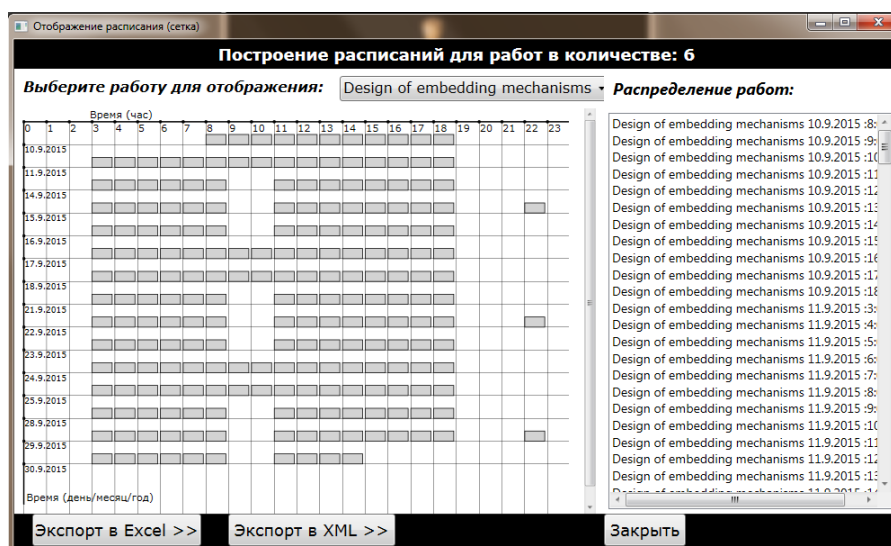 Отображение расписания (сетка)
Построение расписаний для работ в количестве: 6
Выберите работу для отображения:
Design of embedding mechanisms
Распределение работ:
Время (час)
0 1 2 3 4 5 6 7 8 9 10 11 12 13 14 15 16 17 18 19 20 21 22 23
10.9.2015
11.9.2015
14.9.2015
15.9.2015
16.9.2015
17.9.2015
18.9.2015
21.9.2015
22.9.2015
23.9.2015
24.9.2015
25.9.2015
28.9.2015
29.9.2015
30.9.2015
Время (день/месяц/год)
Design of embedding mechanisms 10.9.2015 :8:
Design of embedding mechanisms 10.9.2015 :9:
Design of embedding mechanisms 10.9.2015 :10
Design of embedding mechanisms 10.9.2015 :11
Design of embedding mechanisms 10.9.2015 :12
Design of embedding mechanisms 10.9.2015 :13
Design of embedding mechanisms 10.9.2015 :14
Design of embedding mechanisms 10.9.2015 :15
Design of embedding mechanisms 10.9.2015 :16
Design of embedding mechanisms 10.9.2015 :17
Design of embedding mechanisms 10.9.2015 :18
Design of embedding mechanisms 11.9.2015 :3:
Design of embedding mechanisms 11.9.2015 :4:
Design of embedding mechanisms 11.9.2015 :5:
Design of embedding mechanisms 11.9.2015 :6:
Design of embedding mechanisms 11.9.2015 :7:
Design of embedding mechanisms 11.9.2015 :8:
Design of embedding mechanisms 11.9.2015 :9:
Design of embedding mechanisms 11.9.2015 :10
Design of embedding mechanisms 11.9.2015 :11
Design of embedding mechanisms 11.9.2015 :12
Design of embedding mechanisms 11.9.2015 :13
Экспорт в Excel >>
Экспорт в XML >>
Закрыть